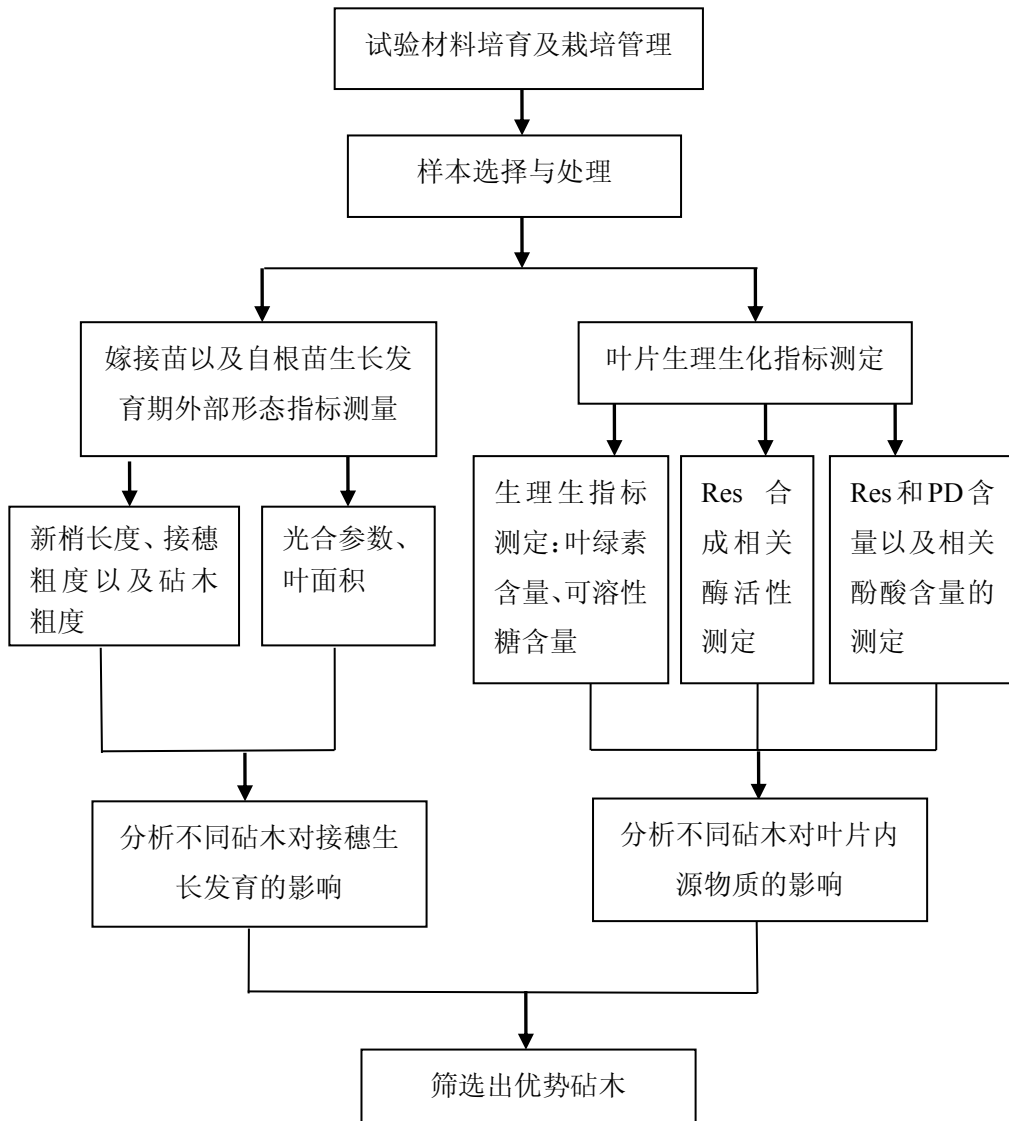 试验材料培育及栽培管理
样本选择与处理
嫁接苗以及自根苗生长发
育期外部形态指标测量
叶片生理生化指标测定
新梢长度、接穗
粗度以及砧木
粗度
光合参数、
叶面积
生理生指标
测定：叶绿素
含量、可溶性
糖含量
Res 合
成相关
酶活性
测定
Res和PD含
量以及相关
酚酸含量的
测定
分析不同砧木对接穗生
长发育的影响
分析不同砧木对叶片内
源物质的影响
筛选出优势砧木